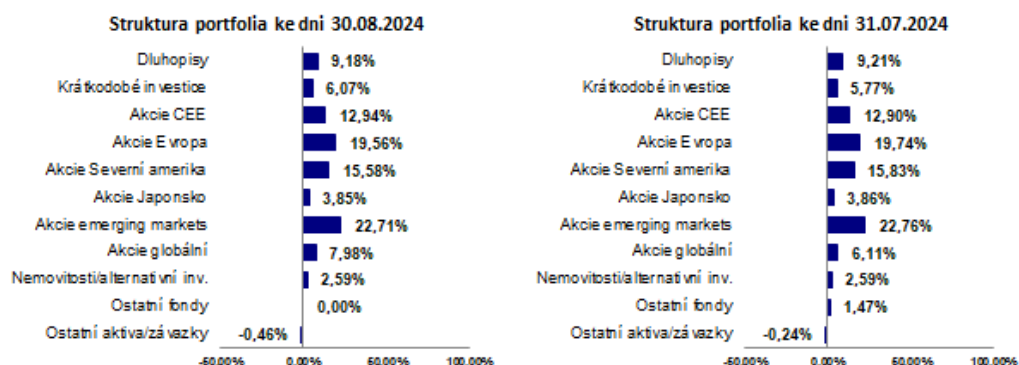 Struktura portfolia ke dni 30.08.2024
Dluhopisy 9,18%
Krátkodobé investice 6,07%
Akcie CEE 12,94%
Akcie Evropa 19,56%
Akcie Severní amerika 15,58%
Akcie Japonsko 3,85%
Akcie emerging markets 22,71%
Akcie globální 7,98%
Nemovitosti/alternativní inv. 2,59%
Ostatní fondy 0,00%
Ostatní aktiva/závazky -0,46%
-50.00% 0.00% 50.00% 100.00%
Struktura portfolia ke dni 31.07.2024
Dluhopisy 9,21%
Krátkodobé investice 5,77%
Akcie CEE 12,90%
Akcie Evropa 19,74%
Akcie Severní amerika 15,83%
Akcie Japonsko 3,86%
Akcie emerging markets 22,76%
Akcie globální 6,11%
Nemovitosti/alternativní inv. 2,59%
Ostatní fondy 1,47%
Ostatní aktiva/závazky -0,24%
-50.00% 0.00% 50.00% 100.00%